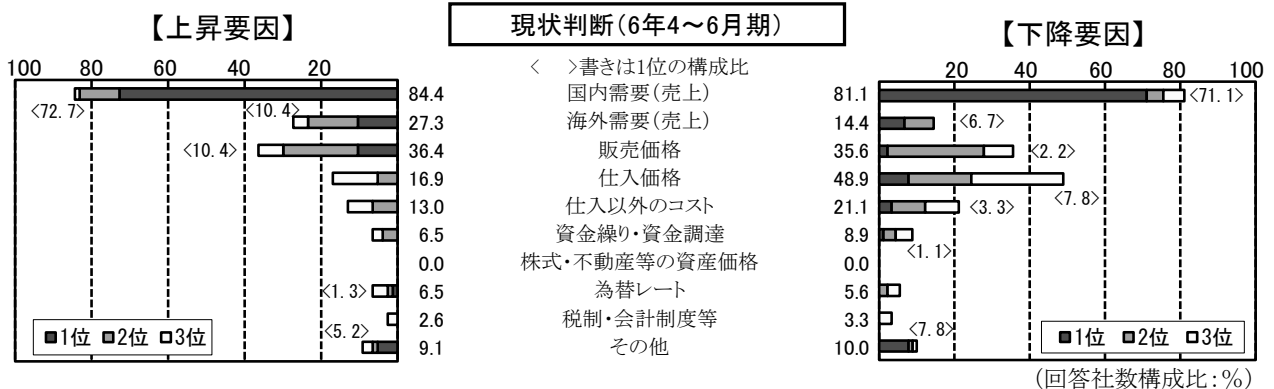 現状判断(6年4～6月期)
【上昇要因】
【下降要因】
100 80 60 40 20
20 40 60 80 100
< >書きは1位の構成比
84.4 国内需要(売上) 81.1
<72.7> <71.1>
27.3 海外需要(売上) 14.4
<10.4> <6.7>
36.4 販売価格 35.6
<10.4> <2.2>
16.9 仕入価格 48.9
<7.8>
13.0 仕入以外のコスト 21.1
<3.3>
6.5 資金繰り・資金調達 8.9
<1.1>
0.0 株式・不動産等の資産価格 0.0
<1.3> 6.5 為替レート 5.6
2.6 税制・会計制度等 3.3
<5.2> <7.8>
9.1 その他 10.0
■1位 ■2位 □3位
■1位 ■2位 □3位
(回答社数構成比:%)